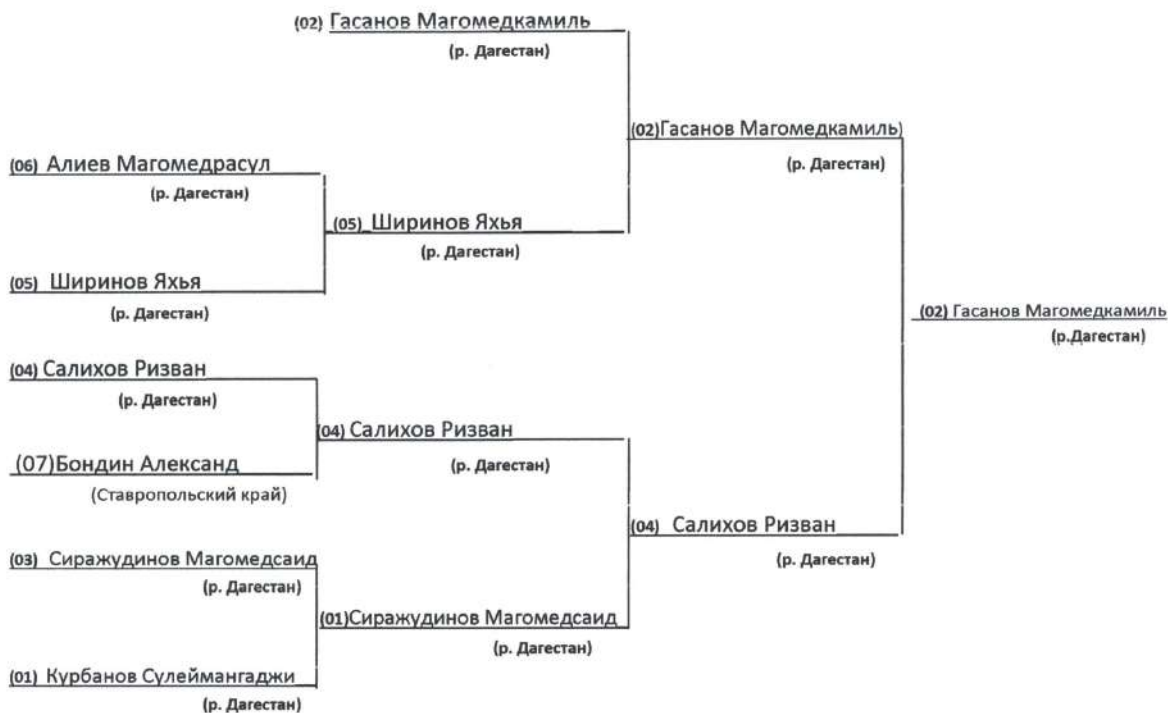 (02) Гасанов Магомедкамиль
(р. Дагестан)
(02)Гасанов Магомедкамиль)
(р. Дагестан)
(06) Алиев Магомедрасул
(р. Дагестан)
(05) Ширинов Яхья
(р. Дагестан)
(05) Ширинов Яхья
(р. Дагестан)
(02) Гасанов Магомедкамиль
(р.Дагестан)
(04) Салихов Ризван
(р. Дагестан)
(04) Салихов Ризван
(р. Дагестан)
(07)Бондин Александ
(Ставропольский край)
(04) Салихов Ризван
(р. Дагестан)
(03) Сиражудинов Магомедсаид
(р. Дагестан)
(01)Сиражудинов Магомедсаид
(р. Дагестан)
(01) Курбанов Сулеймангаджи
(р. Дагестан)